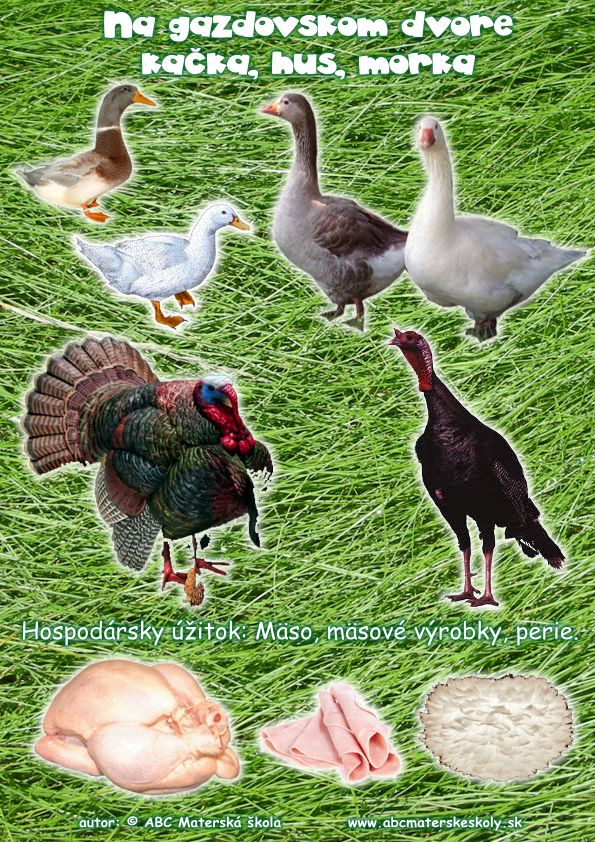 Na gazdovskom dvore
kačka, hus, morka
Hospodársky úžitok: Mäso, mäsové výrobky, perie.
autor: © ABC Materská škola www.abcmaterskeskoly.sk